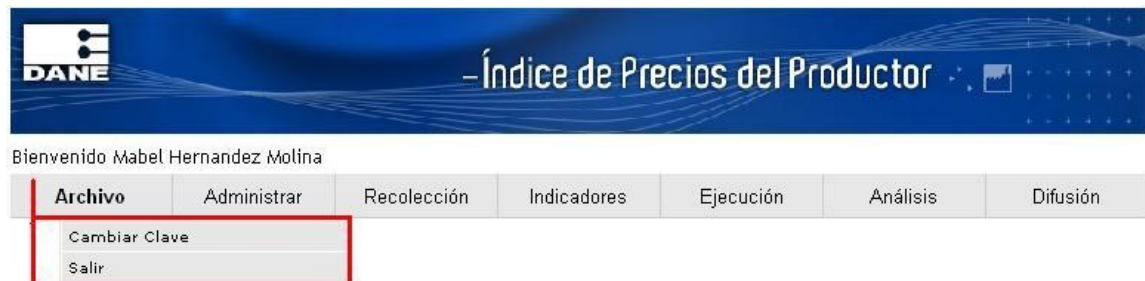 DANE
–Índice de Precios del Productor
Bienvenido Mabel Hernandez Molina
Archivo Administrar Recolección Indicadores Ejecución Análisis Difusión
Cambiar Clave
Salir